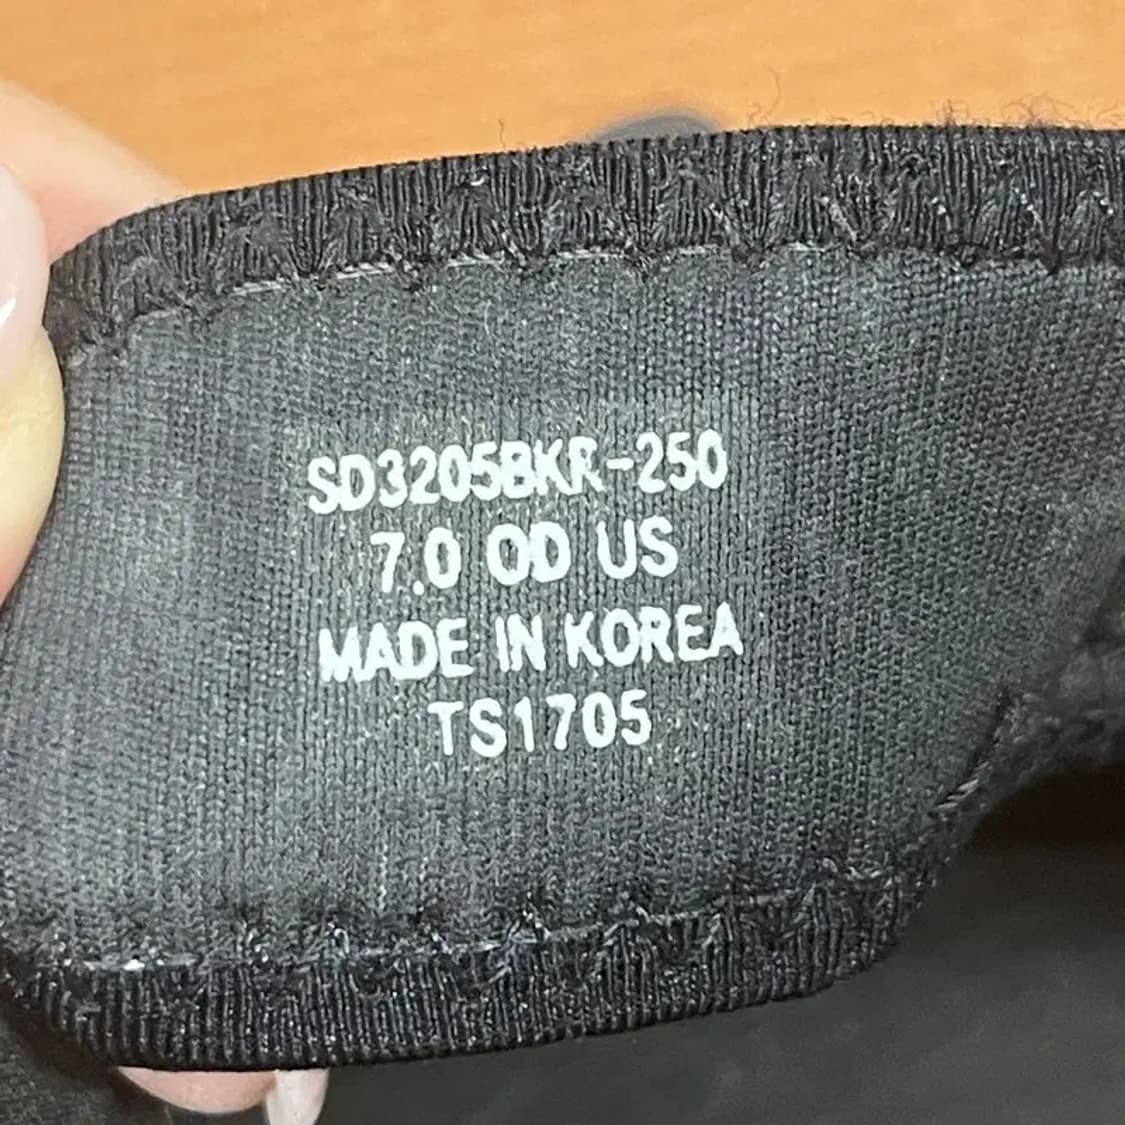 SD3205BKR-250
7.0 OD US
MADE IN KOREA
TS1705